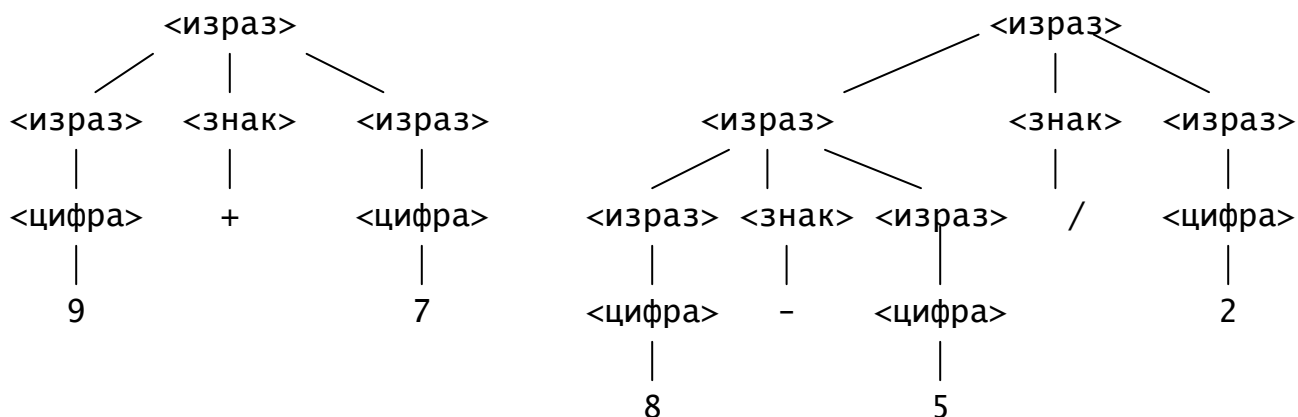 <израз> <израз>
<израз> <знак> <израз> <израз> <знак> <израз>
<цифра> + <цифра> <израз> <знак> <израз> / <цифра>
9 7 <цифра> – <цифра> 2
8 5